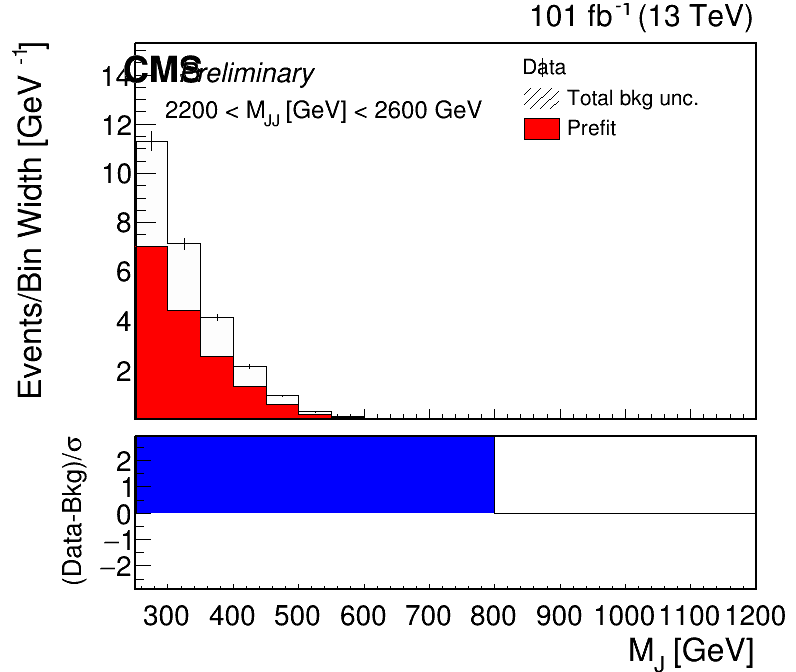 101 fb⁻¹ (13 TeV)
CMS Preliminary
2200 < M_JJ [GeV] < 2600 GeV
Data
Total bkg unc.
Prefit
Events/Bin Width [GeV⁻¹]
14
12
10
8
6
4
2
(Data-Bkg)/σ
2
1
0
−1
−2
300 400 500 600 700 800 900 1000 1100 1200
M_J [GeV]